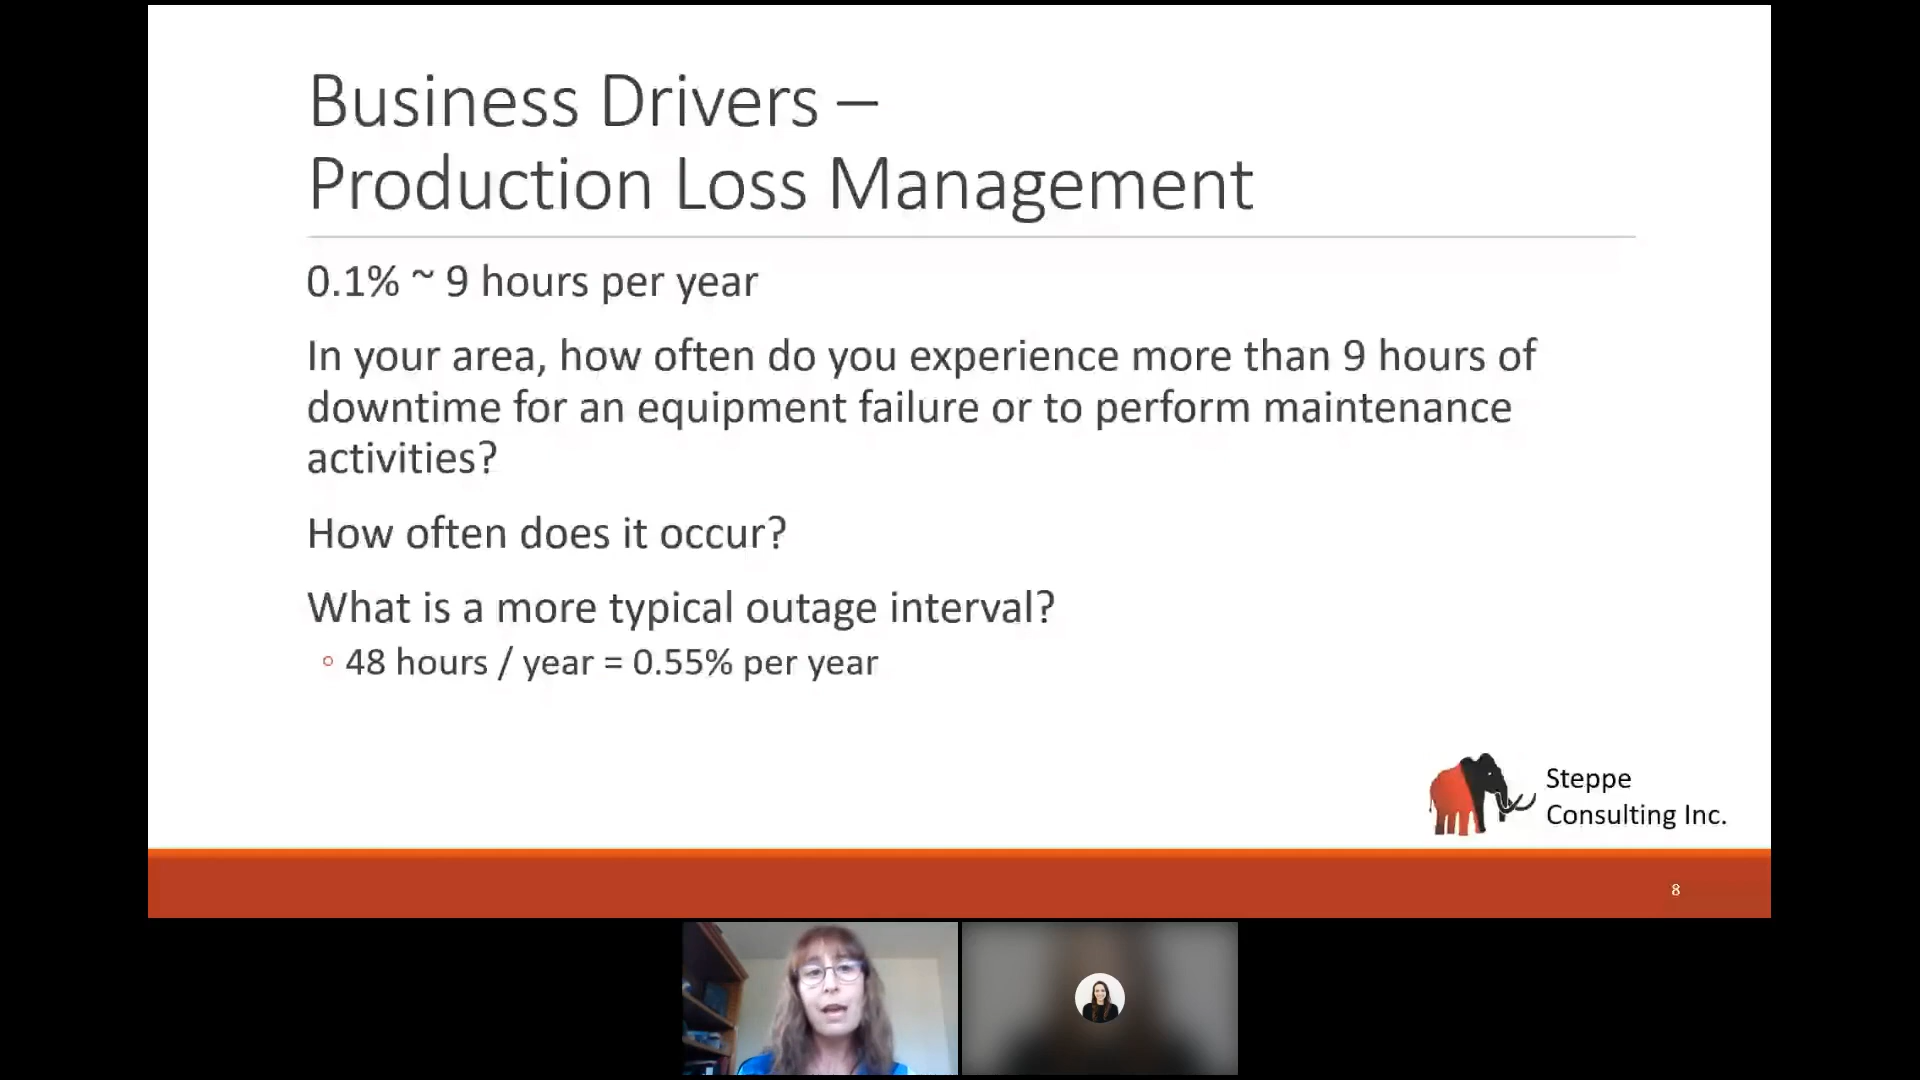 Business Drivers –
Production Loss Management
0.1% ~ 9 hours per year
In your area, how often do you experience more than 9 hours of
downtime for an equipment failure or to perform maintenance
activities?
How often does it occur?
What is a more typical outage interval?
◦ 48 hours / year = 0.55% per year
Steppe
Consulting Inc.
8